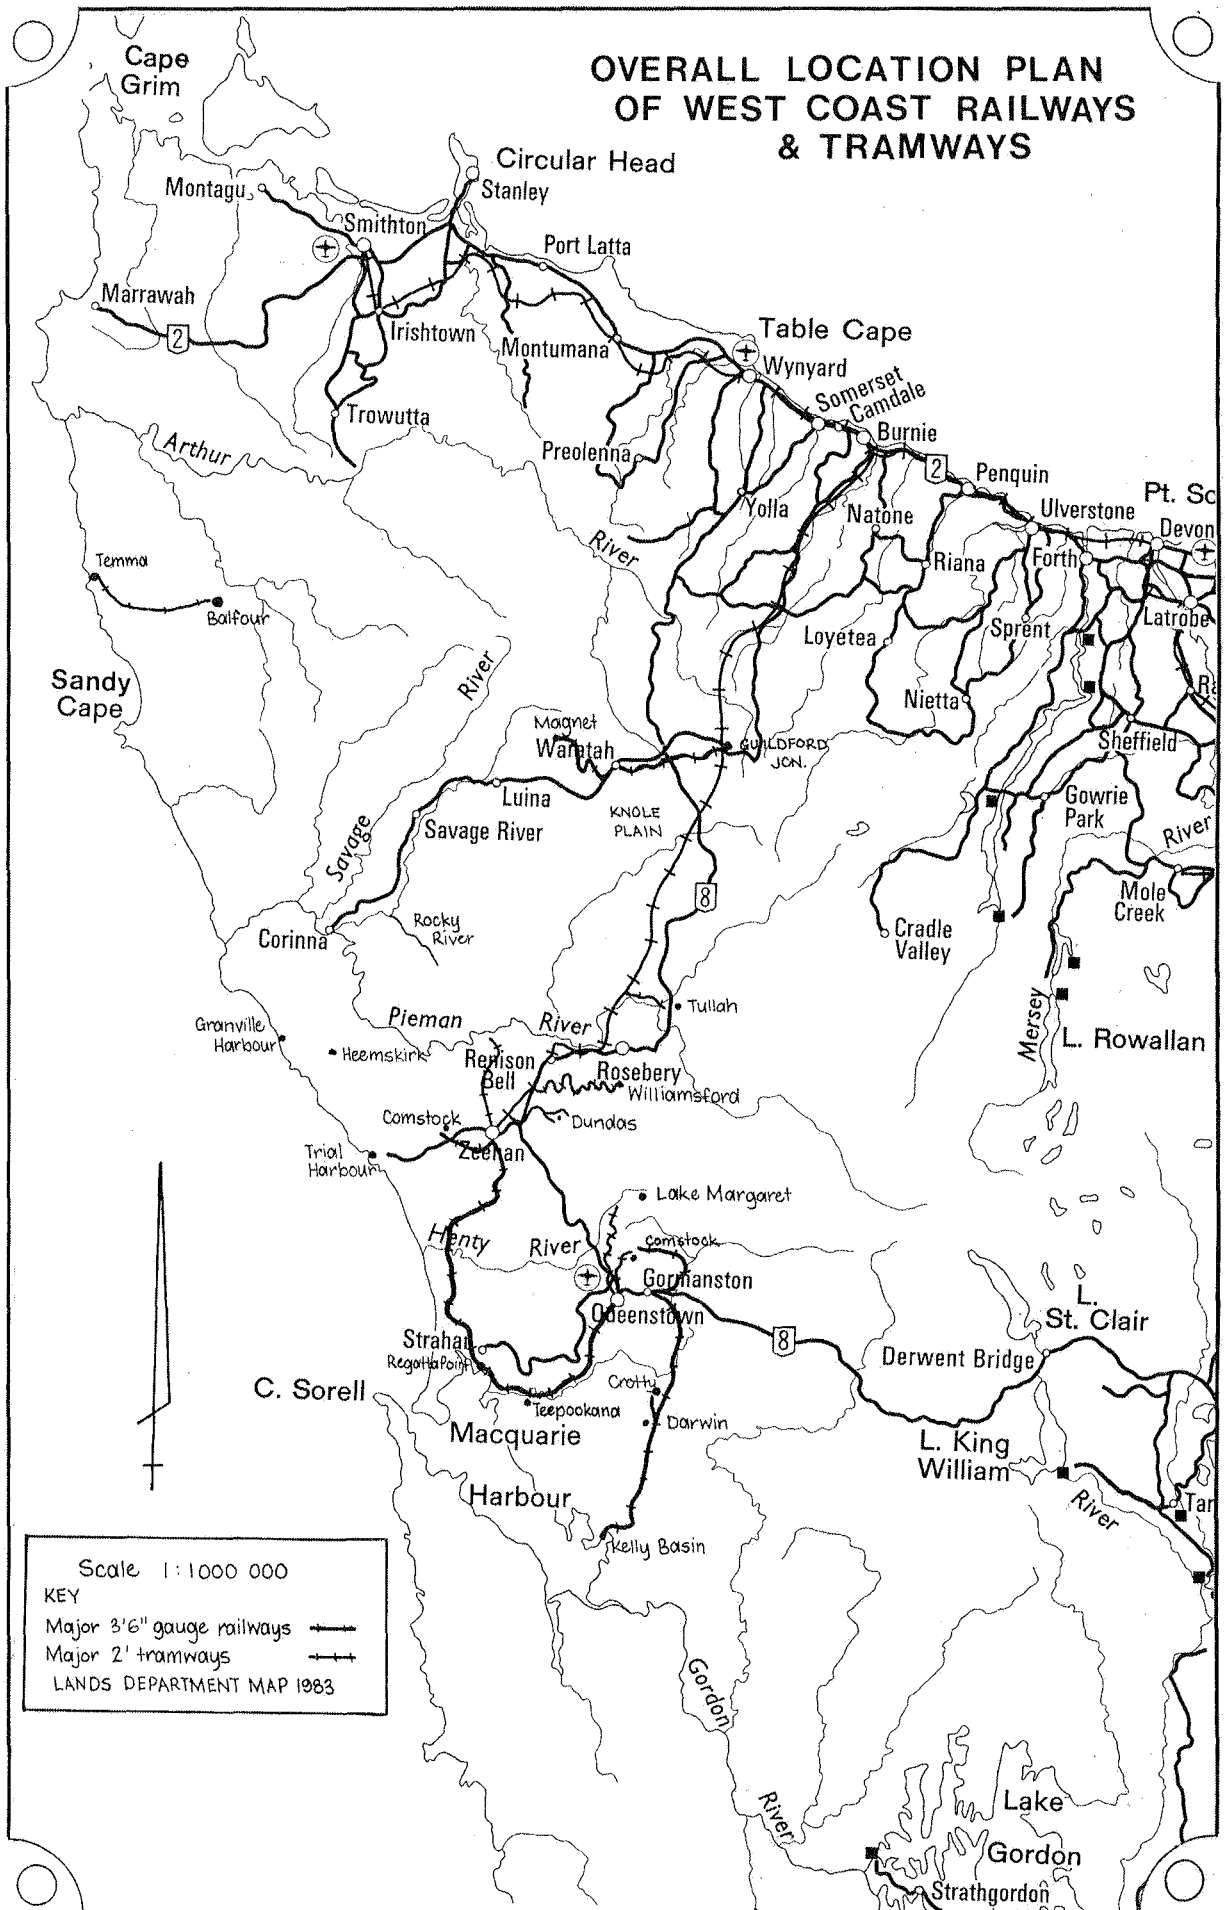 OVERALL LOCATION PLAN
OF WEST COAST RAILWAYS
& TRAMWAYS
Cape
Grim
Circular Head
Montagu
Stanley
Smithton
Port Latta
Marrawah
2
Irishtown
Montumana
Table Cape
Wynyard
Somerset
Camdale
Burnie
Trowutta
Arthur
River
Preolenna
2
Penquin
Pt. So
Yolla
Natone
Ulverstone
Devon
Forth
Riana
Temma
Balfour
Latrobe
Sprent
Loyetea
Sandy
Cape
River
Nietta
Ra
Magnet
Waratah
GUILDFORD
JCN.
Sheffield
Luina
KNOLE
PLAIN
Gowrie
Park
River
Savage River
Savage
8
Mole
Creek
Rocky
River
Corinna
Cradle
Valley
Tullah
Pieman
River
Mersey
L. Rowallan
Granville
Harbour
Heemskirk
Renison
Bell
Rosebery
Williamsford
Comstock
Dundas
Zeehan
Trial
Harbour
Lake Margaret
Henty
River
Comstock
Gormanston
Queenstown
L.
St. Clair
8
Strahan
Regatta Point
Derwent Bridge
C. Sorell
Crotty
Teepookana
Darwin
Macquarie
L. King
William
Harbour
River
Tar
Kelly Basin
Scale 1:1000 000
KEY
Major 3'6" gauge railways
Major 2' tramways
LANDS DEPARTMENT MAP 1983
Gordon
River
Lake
Gordon
Strathgordon